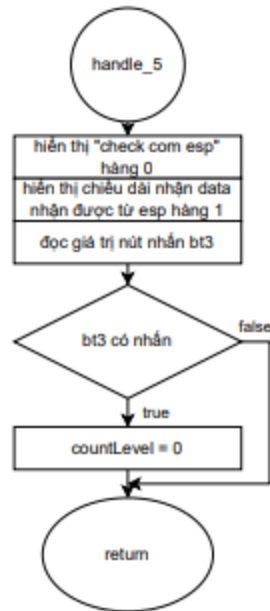 handle_5
hiển thị "check com esp"
hàng 0
hiển thị chiều dài nhận data
nhận được từ esp hàng 1
đọc giá trị nút nhấn bt3
bt3 có nhấn
false
true
countLevel = 0
return